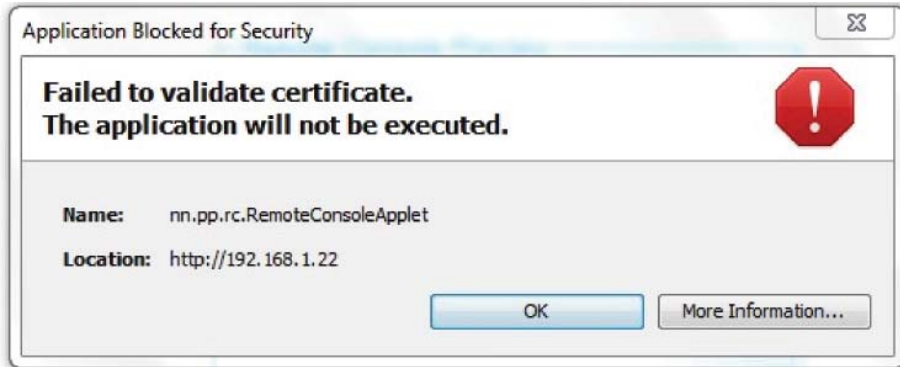 Application Blocked for Security
Failed to validate certificate.
The application will not be executed.
Name: nn.pp.rc.RemoteConsoleApplet
Location: http://192.168.1.22
OK More Information...